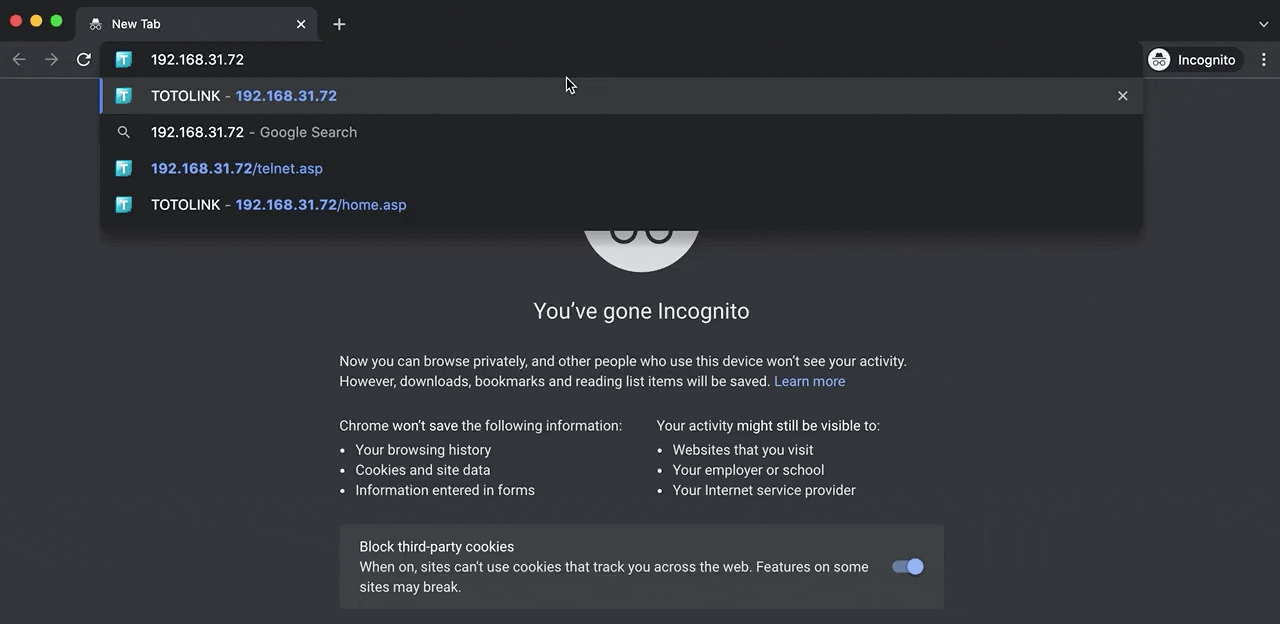 New Tab
192.168.31.72
Incognito
TOTOLINK - 192.168.31.72
192.168.31.72 - Google Search
192.168.31.72/telnet.asp
TOTOLINK - 192.168.31.72/home.asp
You've gone Incognito
Now you can browse privately, and other people who use this device won't see your activity.
However, downloads, bookmarks and reading list items will be saved. Learn more
Chrome won't save the following information:
• Your browsing history
• Cookies and site data
• Information entered in forms
Your activity might still be visible to:
• Websites that you visit
• Your employer or school
• Your Internet service provider
Block third-party cookies
When on, sites can't use cookies that track you across the web. Features on some
sites may break.